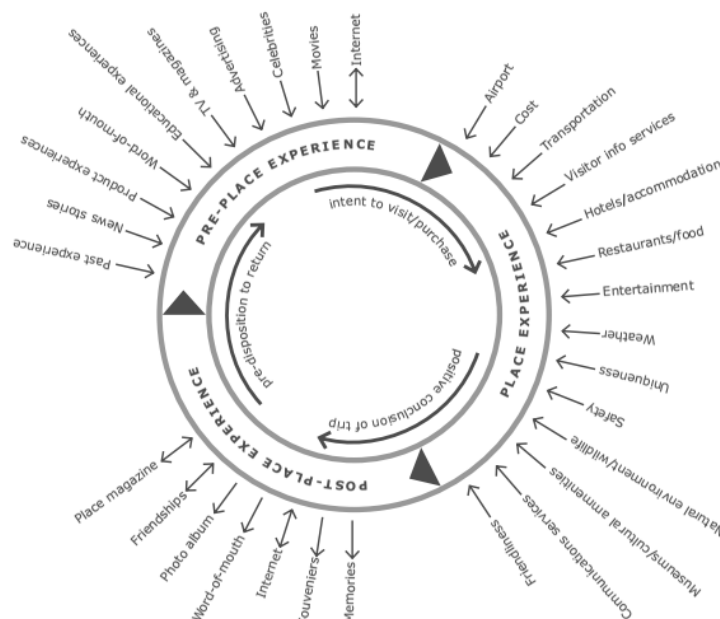 Past experience
News stories
Product experiences
Word-of-mouth
Educational experiences
TV & magazines
Advertising
Celebrities
Movies
Internet
Airport
Cost
Transportation
Visitor info services
Hotels/accommodation
Restaurants/food
Entertainment
Weather
Uniqueness
Safety
Natural environment/wildlife
Museums/cultural ammenities
Communications services
Friendliness
Memories
Souveniers
Internet
Word-of-mouth
Photo album
Friendships
Place magazine
PRE-PLACE EXPERIENCE
PLACE EXPERIENCE
POST-PLACE EXPERIENCE
intent to visit/purchase
positive conclusion of trip
pre-disposition to return